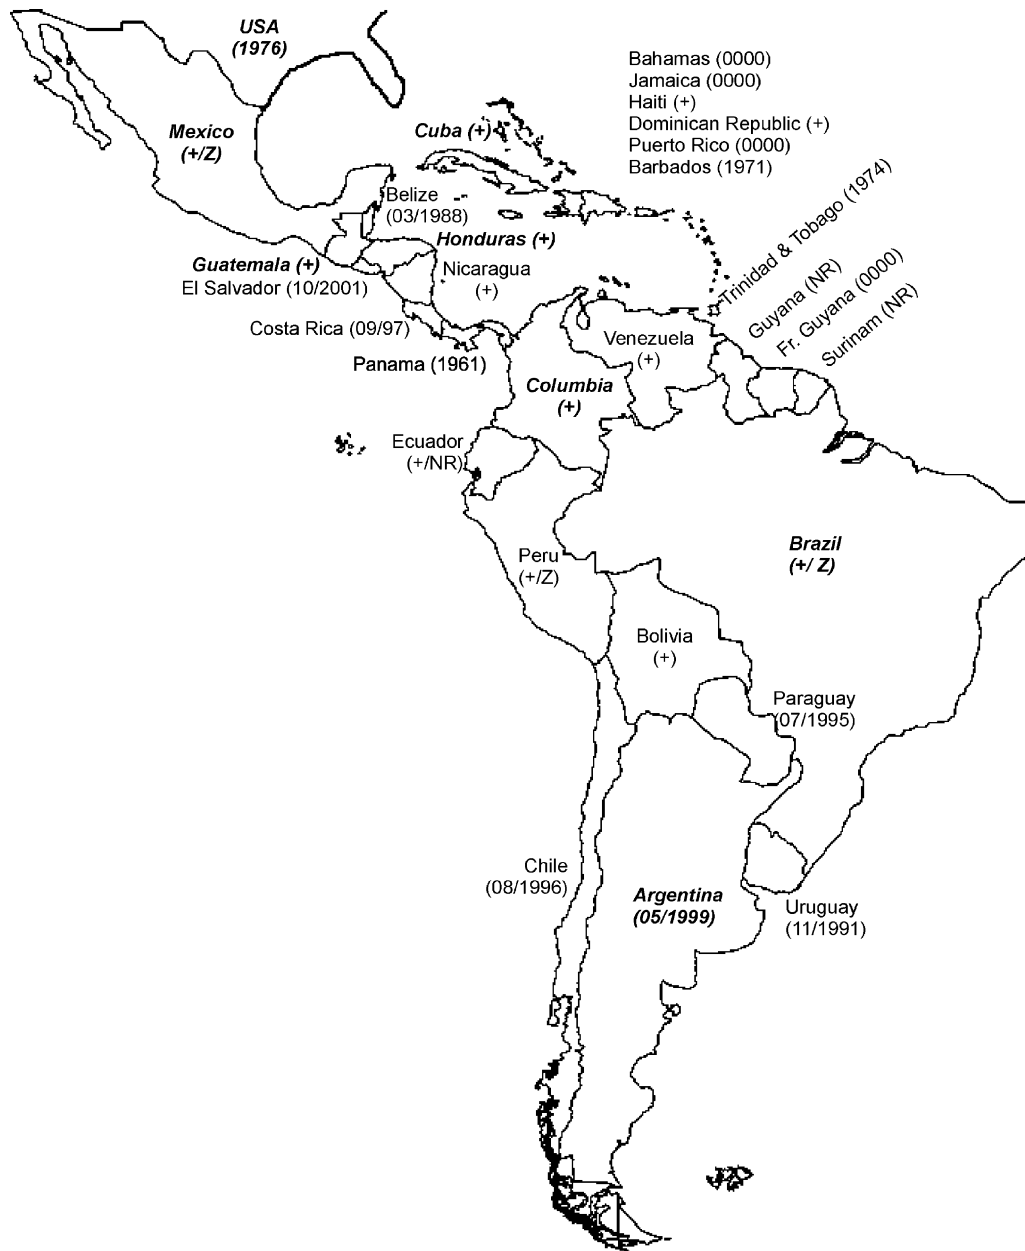 USA
(1976)
Bahamas (0000)
Jamaica (0000)
Haiti (+)
Dominican Republic (+)
Puerto Rico (0000)
Barbados (1971)
Mexico
(+/Z)
Cuba (+)
Belize
(03/1988)
Trinidad & Tobago (1974)
Honduras (+)
Guatemala (+)
El Salvador (10/2001)
Nicaragua
(+)
Guyana (NR)
Fr. Guyana (0000)
Surinam (NR)
Costa Rica (09/97)
Panama (1961)
Venezuela
(+)
Columbia
(+)
Ecuador
(+/NR)
Brazil
(+/ Z)
Peru
(+/Z)
Bolivia
(+)
Paraguay
(07/1995)
Chile
(08/1996)
Argentina
(05/1999)
Uruguay
(11/1991)